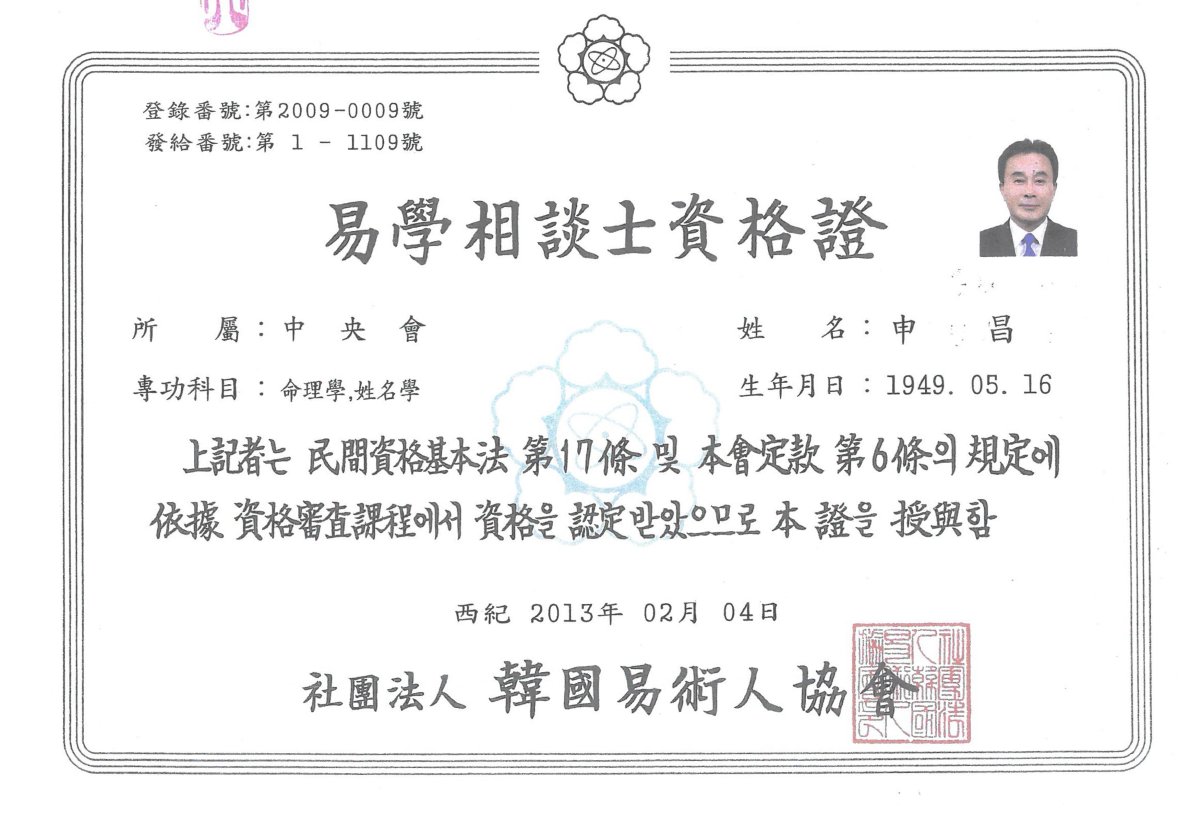 登錄番號:第2009-0009號
發給番號:第 1 - 1109號
易學相談士資格證
所 屬 : 中 央 會
姓 名 : 申 昌
專功科目 : 命理學,姓名學
生年月日 : 1949. 05. 16
上記者는 民間資格基本法 第17條 및 本會定款 第6條의 規定에
依據 資格審査課程에서 資格을 認定받았으므로 本 證을 授與함
西紀 2013年 02月 04日
社團法人 韓國易術人協會